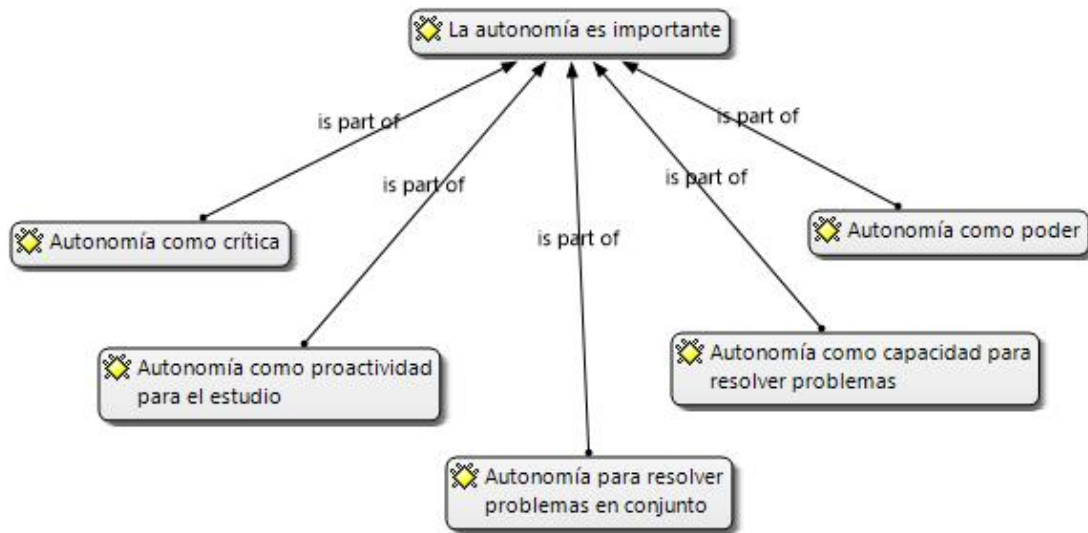 La autonomía es importante
is part of
is part of
is part of
is part of
is part of
Autonomía como crítica
Autonomía como poder
Autonomía como proactividad
para el estudio
Autonomía como capacidad para
resolver problemas
Autonomía para resolver
problemas en conjunto